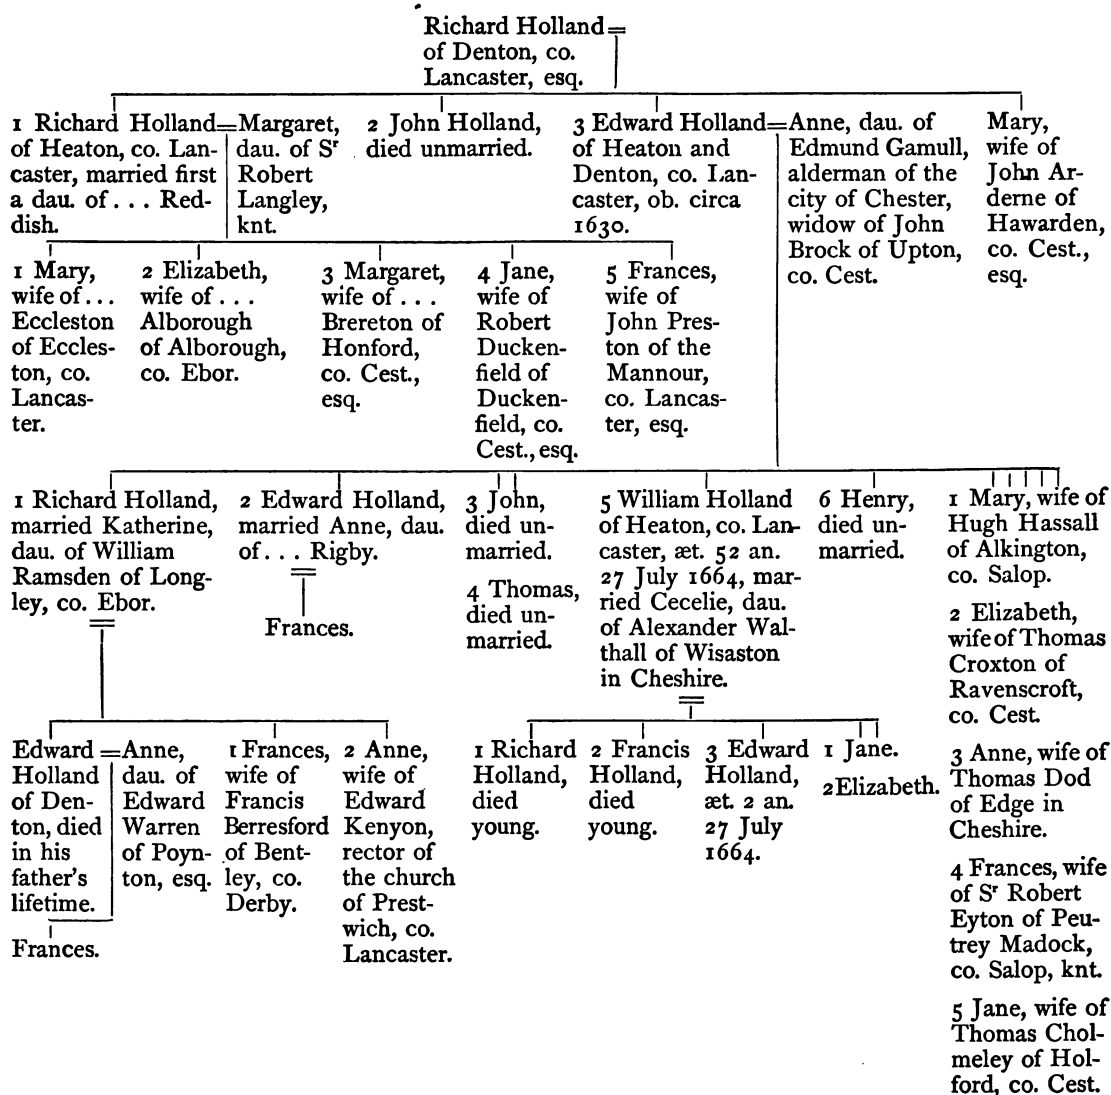 Richard Holland=
of Denton, co.
Lancaster, esq.
1 Richard Holland=
of Heaton, co. Lan-
caster, married first
a dau. of... Red-
dish.
Margaret,
dau. of Sʳ
Robert
Langley,
knt.
2 John Holland,
died unmarried.
3 Edward Holland=
of Heaton and
Denton, co. Lan-
caster, ob. circa
1630.
Anne, dau. of
Edmund Gamull,
alderman of the
city of Chester,
widow of John
Brock of Upton,
co. Cest.
Mary,
wife of
John Ar-
derne of
Hawarden,
co. Cest.,
esq.
1 Mary,
wife of...
Eccleston
of Eccles-
ton, co.
Lancas-
ter.
2 Elizabeth,
wife of...
Alborough
of Alborough,
co. Ebor.
3 Margaret,
wife of...
Brereton of
Honford,
co. Cest.,
esq.
4 Jane,
wife of
Robert
Ducken-
field of
Ducken-
field, co.
Cest., esq.
5 Frances,
wife of
John Pres-
ton of the
Mannour,
co. Lancas-
ter, esq.
1 Richard Holland,
married Katherine,
dau. of William
Ramsden of Long-
ley, co. Ebor.
=
2 Edward Holland,
married Anne, dau.
of... Rigby.
=
Frances.
3 John,
died un-
married.
4 Thomas,
died un-
married.
5 William Holland
of Heaton, co. Lan-
caster, æt. 52 an.
27 July 1664, mar-
ried Cecelie, dau.
of Alexander Wal-
thall of Wisaston
in Cheshire.
=
6 Henry,
died un-
married.
1 Mary, wife of
Hugh Hassall
of Alkington,
co. Salop.
2 Elizabeth,
wife of Thomas
Croxton of
Ravenscroft,
co. Cest.
3 Anne, wife of
Thomas Dod
of Edge in
Cheshire.
4 Frances, wife
of Sʳ Robert
Eyton of Peu-
trey Madock,
co. Salop, knt.
5 Jane, wife of
Thomas Chol-
meley of Hol-
ford, co. Cest.
Edward =
Holland
of Den-
ton, died
in his
father's
lifetime.
Anne,
dau. of
Edward
Warren
of Poyn-
ton, esq.
Frances.
1 Frances,
wife of
Francis
Berresford
of Bent-
ley, co.
Derby.
2 Anne,
wife of
Edward
Kenyon,
rector of
the church
of Prest-
wich, co.
Lancaster.
1 Richard
Holland,
died
young.
2 Francis
Holland,
died
young.
3 Edward
Holland,
æt. 2 an.
27 July
1664.
1 Jane.
2 Elizabeth.